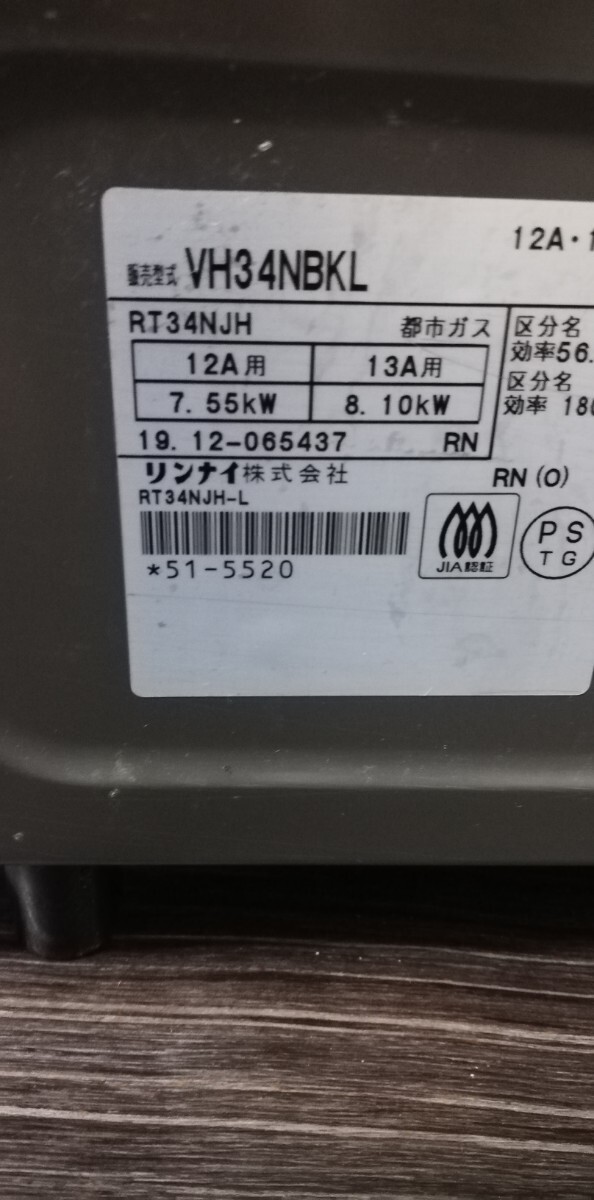 12A・1
販売型式 VH34NBKL
RT34NJH 都市ガス
12A用 13A用
7.55kW 8.10kW
区分名
効率56.
区分名
効率 180
19.12-065437 RN
リンナイ株式会社 RN(0)
RT34NJH-L
*51-5520
JIA認証
PS
TG